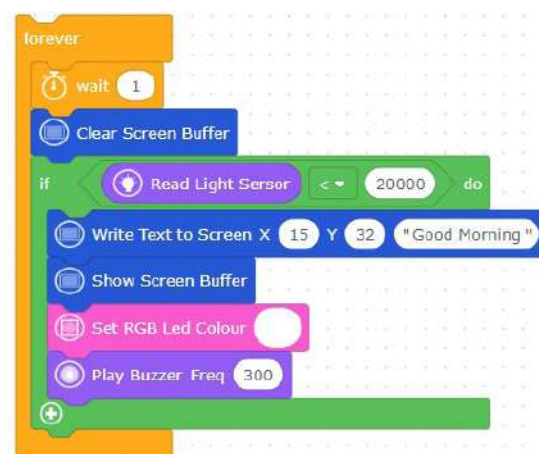 forever
wait 1
Clear Screen Buffer
if Read Light Sersor < 20000 do
Write Text to Screen X 15 Y 32 "Good Morning"
Show Screen Buffer
Set RGB Led Colour
Play Buzzer Freq 300